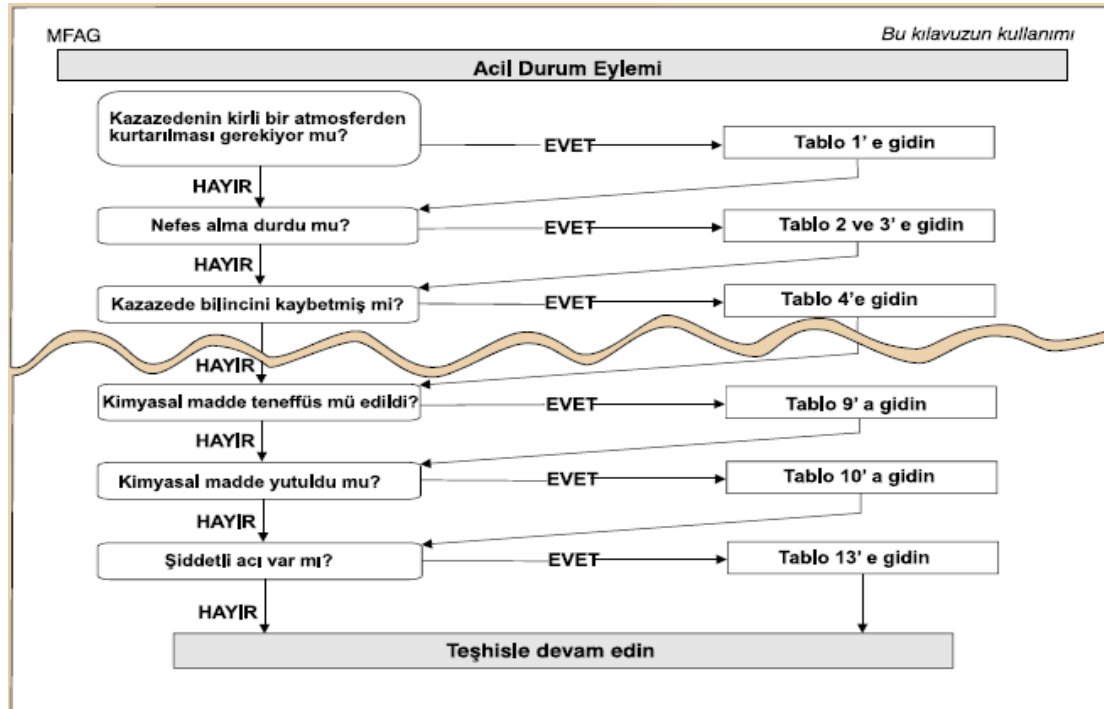 MFAG
Bu kılavuzun kullanımı
Acil Durum Eylemi
Kazazedenin kirli bir atmosferden
kurtarılması gerekiyor mu?
EVET
Tablo 1' e gidin
HAYIR
Nefes alma durdu mu?
EVET
Tablo 2 ve 3' e gidin
HAYIR
Kazazede bilincini kaybetmiş mi?
EVET
Tablo 4'e gidin
HAYIR
Kimyasal madde teneffüs mü edildi?
EVET
Tablo 9' a gidin
HAYIR
Kimyasal madde yutuldu mu?
EVET
Tablo 10' a gidin
HAYIR
Şiddetli acı var mı?
EVET
Tablo 13' e gidin
HAYIR
Teşhisle devam edin